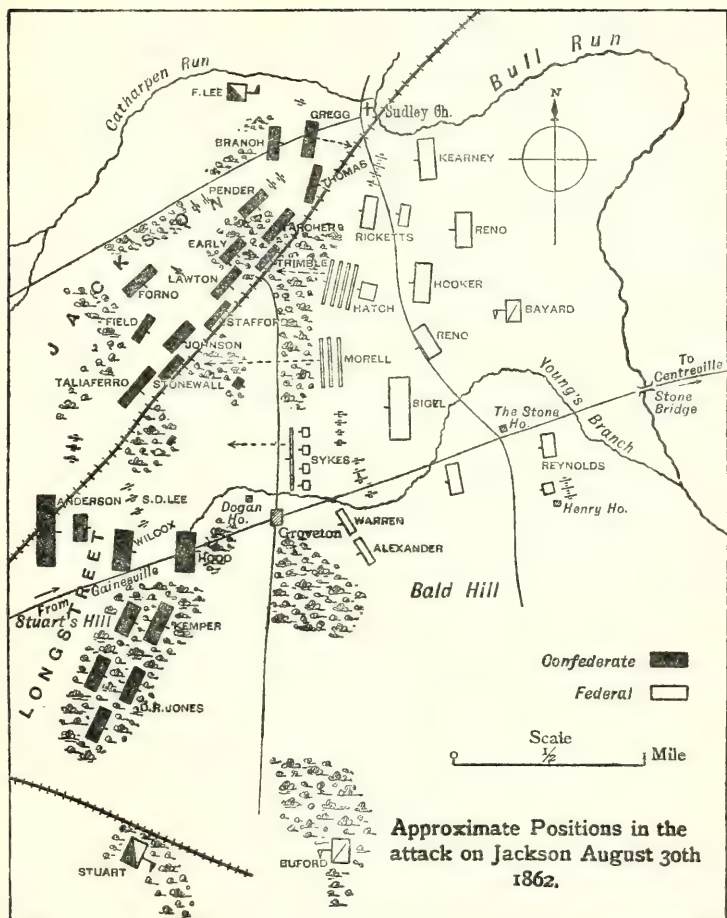 Catharpen Run
Bull Run
F. LEE
GREGG
Sudley Ch.
N
BRANCH
KEARNEY
THOMAS
PENDER
ARCHER
RICKETTS
RENO
EARLY
TRIMBLE
JACKSON
LAWTON
FORNO
HOOKER
HATCH
BAYARD
FIELD
STAFFORD
JOHNSON
RENO
MORELL
TALIAFERRO
STONEWALL
SIGEL
Young's
Branch
To
Centreville
Stone
Bridge
The Stone
Ho.
SYKES
REYNOLDS
ANDERSON
S.D.LEE
Dogan
Ho.
WILCOX
HOOD
Groveton
WARREN
Henry Ho.
ALEXANDER
From Gainesville
Bald Hill
Stuart's Hill
KEMPER
LONGSTREET
D.R.JONES
Confederate
Federal
Scale
1/2 Mile
STUART
BUFORD
Approximate Positions in the
attack on Jackson August 30th
1862.